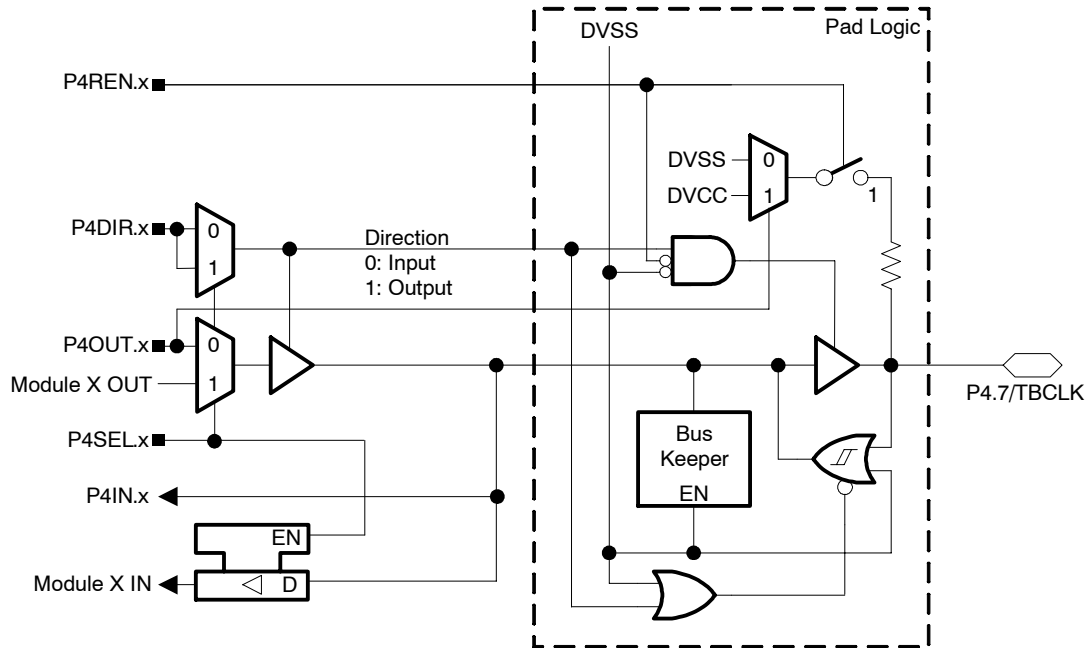 DVSS
Pad Logic
P4REN.x
DVSS
0
DVCC
1
1
P4DIR.x
0
1
Direction
0: Input
1: Output
P4OUT.x
0
Module X OUT
1
P4.7/TBCLK
P4SEL.x
Bus
Keeper
EN
P4IN.x
EN
Module X IN
D